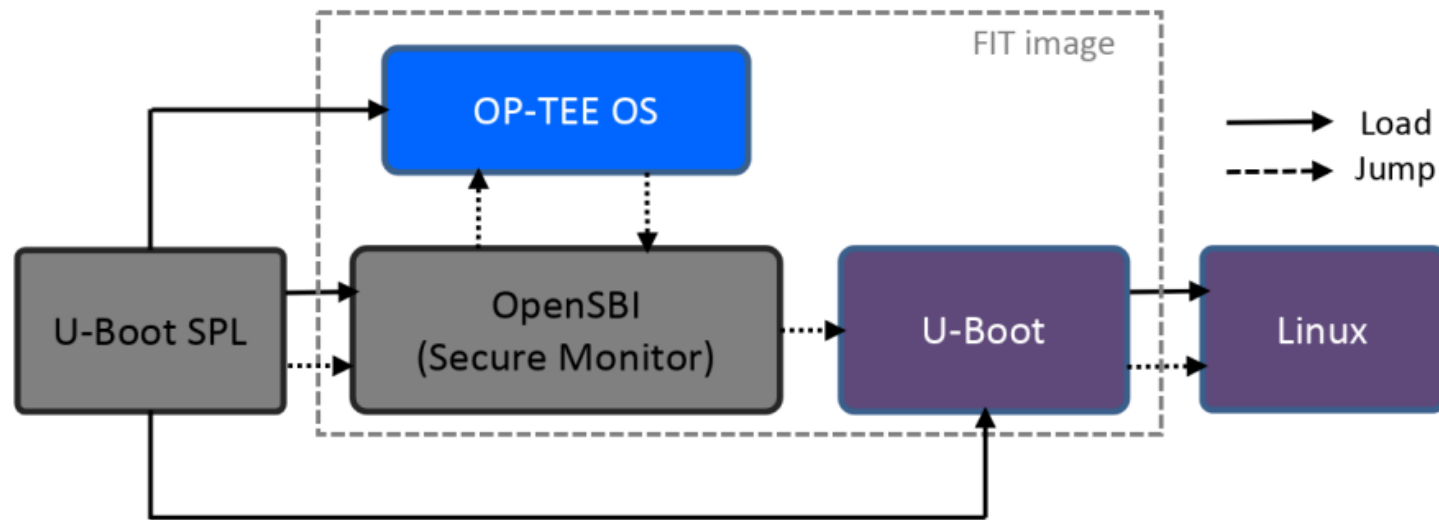 FIT image
OP-TEE OS
Load
Jump
U-Boot SPL
OpenSBI
(Secure Monitor)
U-Boot
Linux